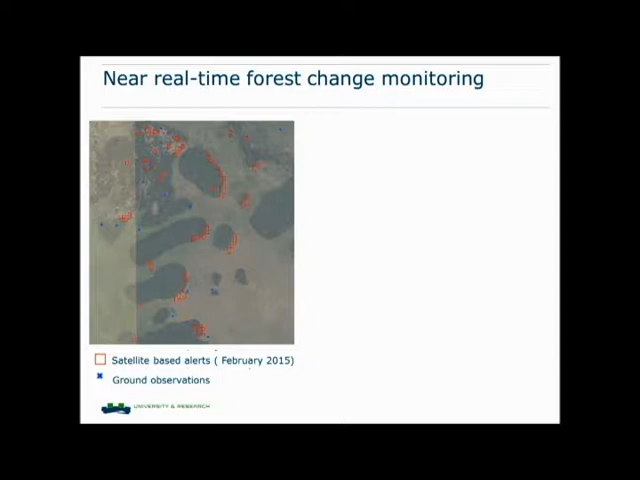 Near real-time forest change monitoring
Satellite based alerts ( February 2015)
Ground observations
UNIVERSITY & RESEARCH